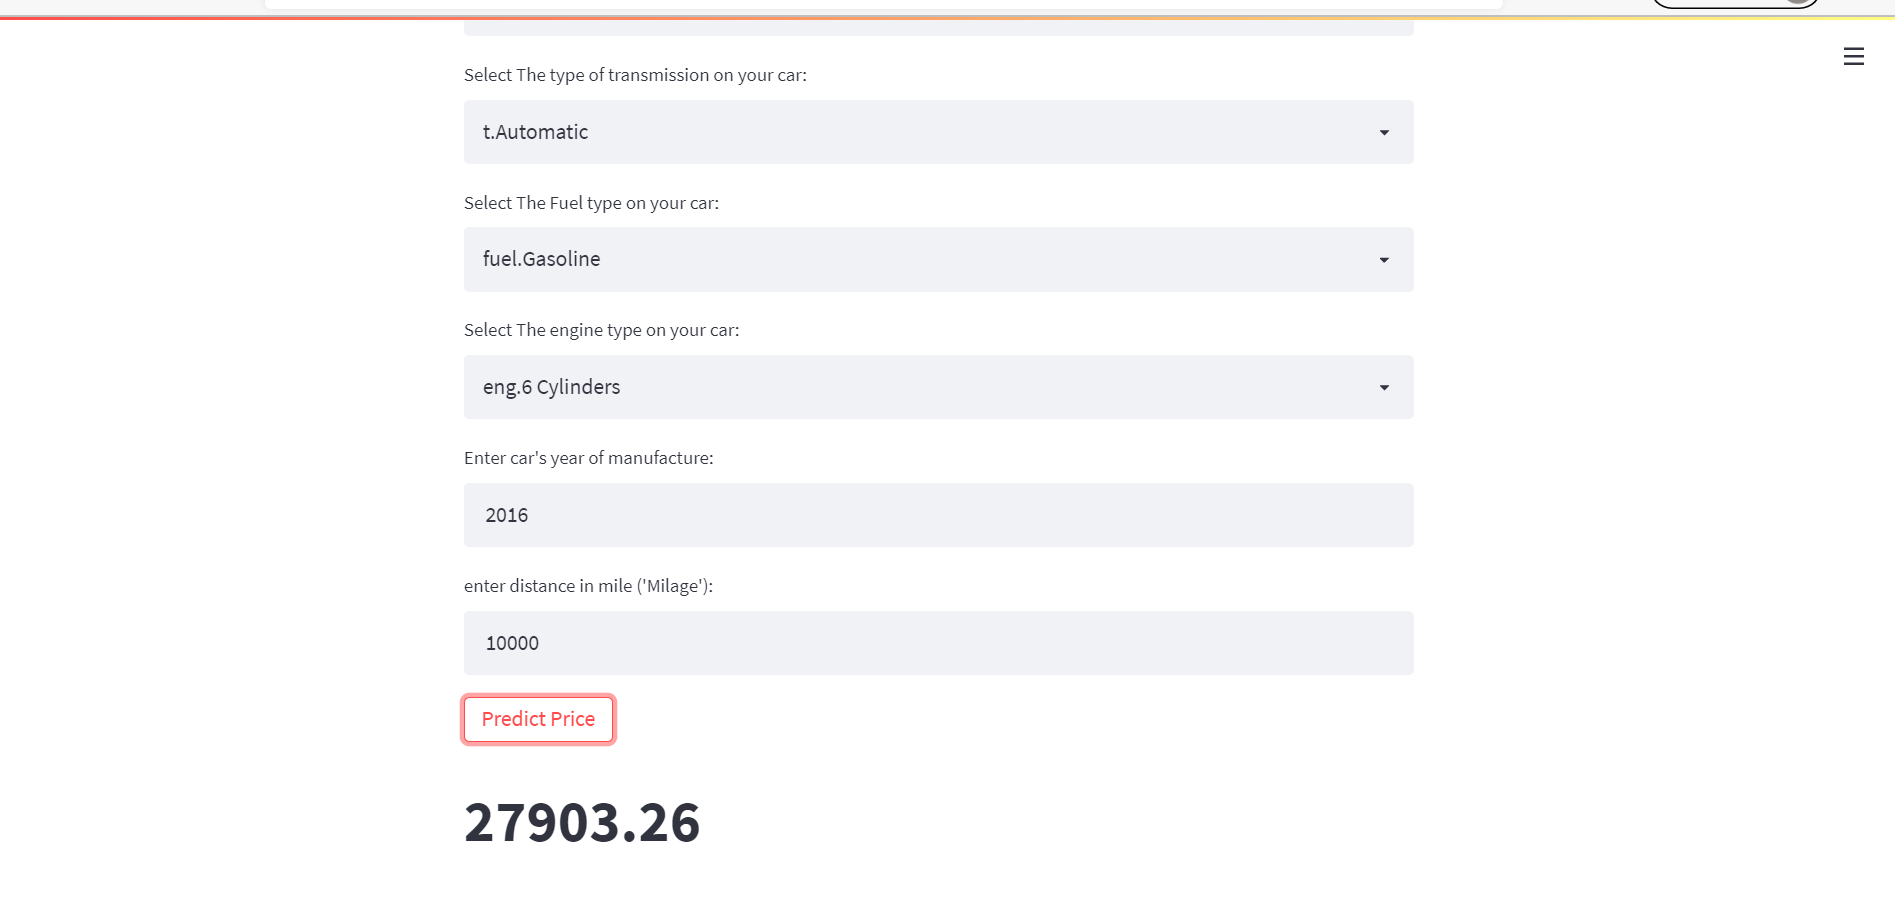 Select The type of transmission on your car:
t.Automatic
Select The Fuel type on your car:
fuel.Gasoline
Select The engine type on your car:
eng.6 Cylinders
Enter car's year of manufacture:
2016
enter distance in mile ('Milage'):
10000
Predict Price
27903.26